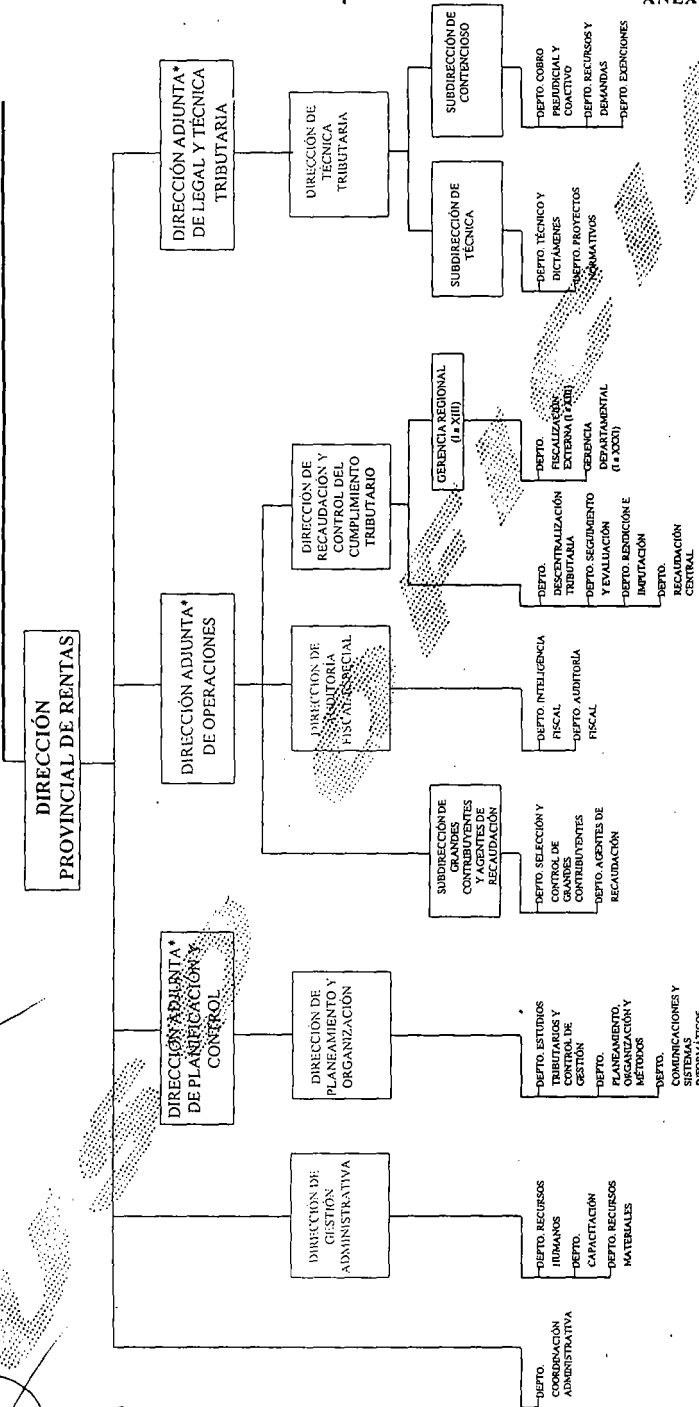 ANEX
DIRECCIÓN
PROVINCIAL DE RENTAS
DIRECCIÓN ADJUNTA*
DE PLANIFICACIÓN Y
CONTROL
DIRECCIÓN ADJUNTA*
DE OPERACIONES
DIRECCIÓN ADJUNTA*
DE LEGAL Y TÉCNICA
TRIBUTARIA
DIRECCIÓN DE
GESTIÓN
ADMINISTRATIVA
DIRECCIÓN DE
PLANEAMIENTO Y
ORGANIZACIÓN
DIRECCIÓN DE
AUDITORÍA
FISCAL ESPECIAL
DIRECCIÓN DE
RECAUDACIÓN Y
CONTROL DEL
CUMPLIMIENTO
TRIBUTARIO
DIRECCIÓN DE
TÉCNICA
TRIBUTARIA
SUBDIRECCIÓN DE
GRANDES
CONTRIBUYENTES
Y AGENTES DE
RECAUDACIÓN
GERENCIA REGIONAL
(I a XIII)
SUBDIRECCIÓN DE
TÉCNICA
SUBDIRECCIÓN DE
CONTENCIOSO
DEPTO.
COORDINACIÓN
ADMINISTRATIVA
DEPTO. RECURSOS
HUMANOS
DEPTO.
CAPACITACIÓN
DEPTO. RECURSOS
MATERIALES
DEPTO. ESTUDIOS
TRIBUTARIOS Y
CONTROL DE
GESTIÓN
DEPTO.
PLANEAMIENTO,
ORGANIZACIÓN Y
MÉTODOS
DEPTO.
COMUNICACIONES Y
SISTEMAS
DEPTO. SELECCIÓN Y
CONTROL DE
GRANDES
CONTRIBUYENTES
DEPTO. AGENTES DE
RECAUDACIÓN
DEPTO. INTELIGENCIA
FISCAL
DEPTO. AUDITORÍA
FISCAL
DEPTO.
DESCENTRALIZACIÓN
TRIBUTARIA
DEPTO. SEGUIMIENTO
Y EVALUACIÓN
DEPTO. RENDICIÓN E
IMPUTACIÓN
DEPTO.
RECAUDACIÓN
CENTRAL
DEPTO.
FISCALIZACIÓN
EXTERNA (I a XIII)
GERENCIA
DEPARTAMENTAL
(I a XXXI)
DEPTO. TÉCNICO Y
DICTÁMENES
DEPTO. PROYECTOS
NORMATIVOS
DEPTO. COBRO
PREJUDICIAL Y
COACTIVO
DEPTO. RECURSOS Y
DEMANDAS
DEPTO. EXENCIONES